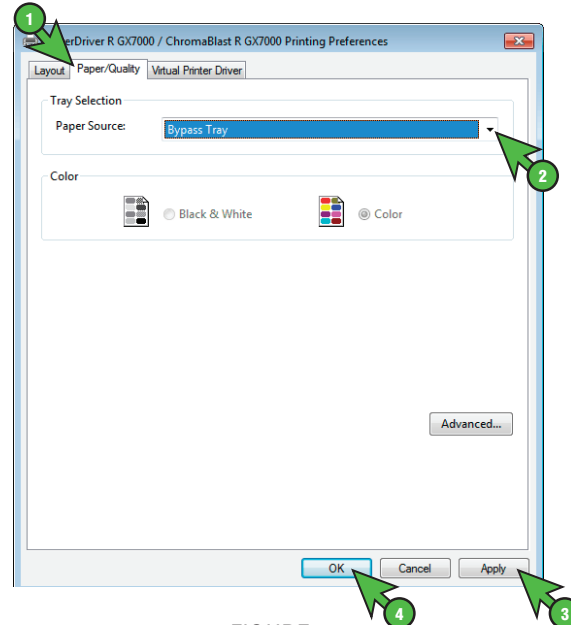 1
erDriver R GX7000 / ChromaBlast R GX7000 Printing Preferences
Layout Paper/Quality Virtual Printer Driver
Tray Selection
Paper Source: Bypass Tray
2
Color
Black & White Color
Advanced...
OK Cancel Apply
4 3